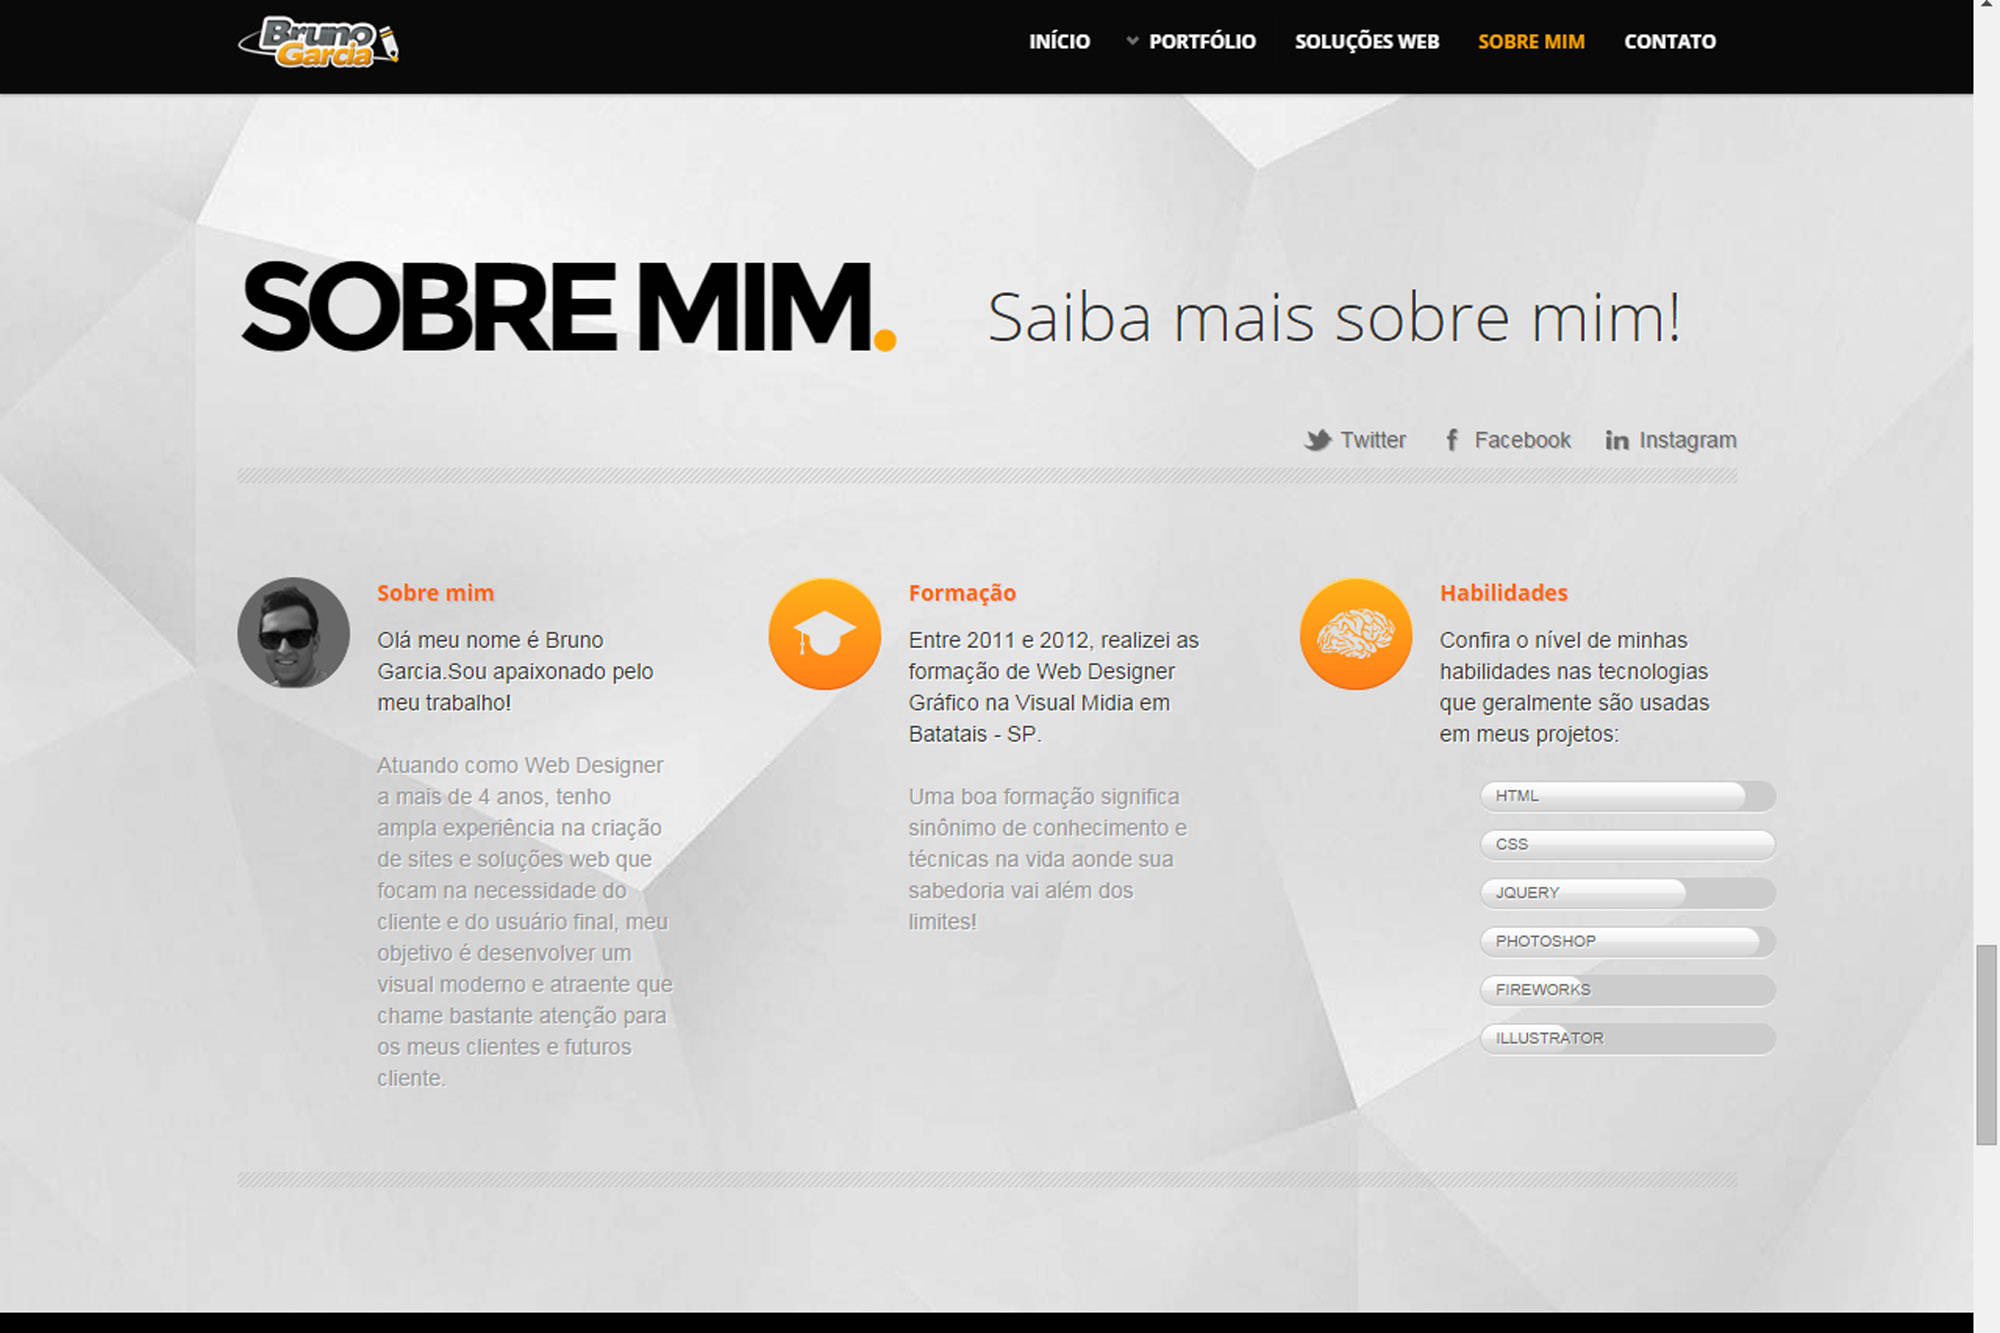 Bruno
Garcia
INÍCIO
PORTFÓLIO
SOLUÇÕES WEB
SOBRE MIM
CONTATO
SOBRE MIM.
Saiba mais sobre mim!
Twitter
Facebook
in Instagram
Sobre mim
Olá meu nome é Bruno
Garcia.Sou apaixonado pelo
meu trabalho!
Atuando como Web Designer
a mais de 4 anos, tenho
ampla experiência na criação
de sites e soluções web que
focam na necessidade do
cliente e do usuário final, meu
objetivo é desenvolver um
visual moderno e atraente que
chame bastante atenção para
os meus clientes e futuros
cliente.
Formação
Entre 2011 e 2012, realizei as
formação de Web Designer
Gráfico na Visual Midia em
Batatais - SP.
Uma boa formação significa
sinônimo de conhecimento e
técnicas na vida aonde sua
sabedoria vai além dos
limites!
Habilidades
Confira o nível de minhas
habilidades nas tecnologias
que geralmente são usadas
em meus projetos:
HTML
CSS
JQUERY
PHOTOSHOP
FIREWORKS
ILLUSTRATOR